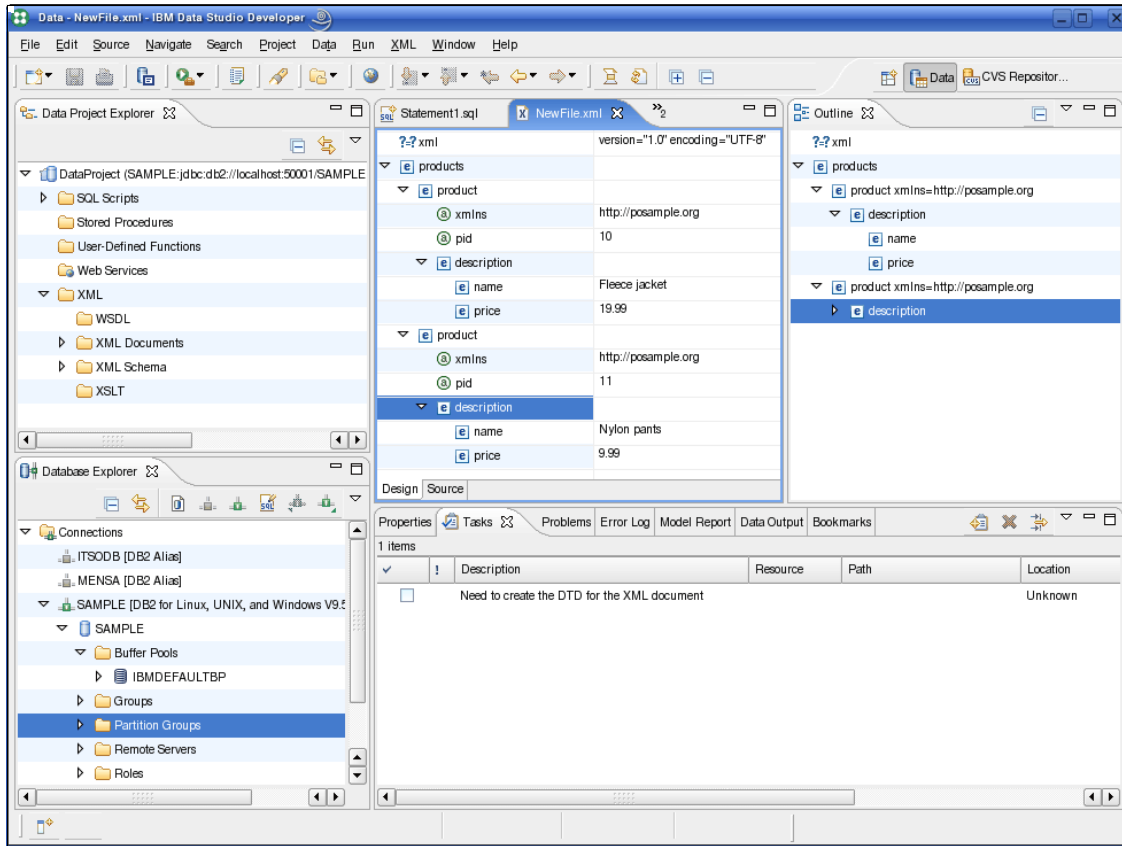 Data - NewFile.xml - IBM Data Studio Developer
File Edit Source Navigate Search Project Data Run XML Window Help
Data CVS Repositor...
Data Project Explorer
DataProject (SAMPLE:jdbc:db2://localhost:50001/SAMPLE
SQL Scripts
Stored Procedures
User-Defined Functions
Web Services
XML
WSDL
XML Documents
XML Schema
XSLT
Database Explorer
SQL
Connections
ITSODB [DB2 Alias]
MENSA [DB2 Alias]
SAMPLE [DB2 for Linux, UNIX, and Windows V9.5
SAMPLE
Buffer Pools
IBMDEFAULTBP
Groups
Partition Groups
Remote Servers
Roles
SQL Statement1.sql X NewFile.xml »2
?=? xml version="1.0" encoding="UTF-8"
e products
e product
a xmlns http://posample.org
a pid 10
e description
e name Fleece jacket
e price 19.99
e product
a xmlns http://posample.org
a pid 11
e description
e name Nylon pants
e price 9.99
Design Source
Outline
?=? xml
e products
e product xmlns=http://posample.org
e description
e name
e price
e product xmlns=http://posample.org
e description
Properties Tasks Problems Error Log Model Report Data Output Bookmarks
1 items
! Description Resource Path Location
Need to create the DTD for the XML document Unknown